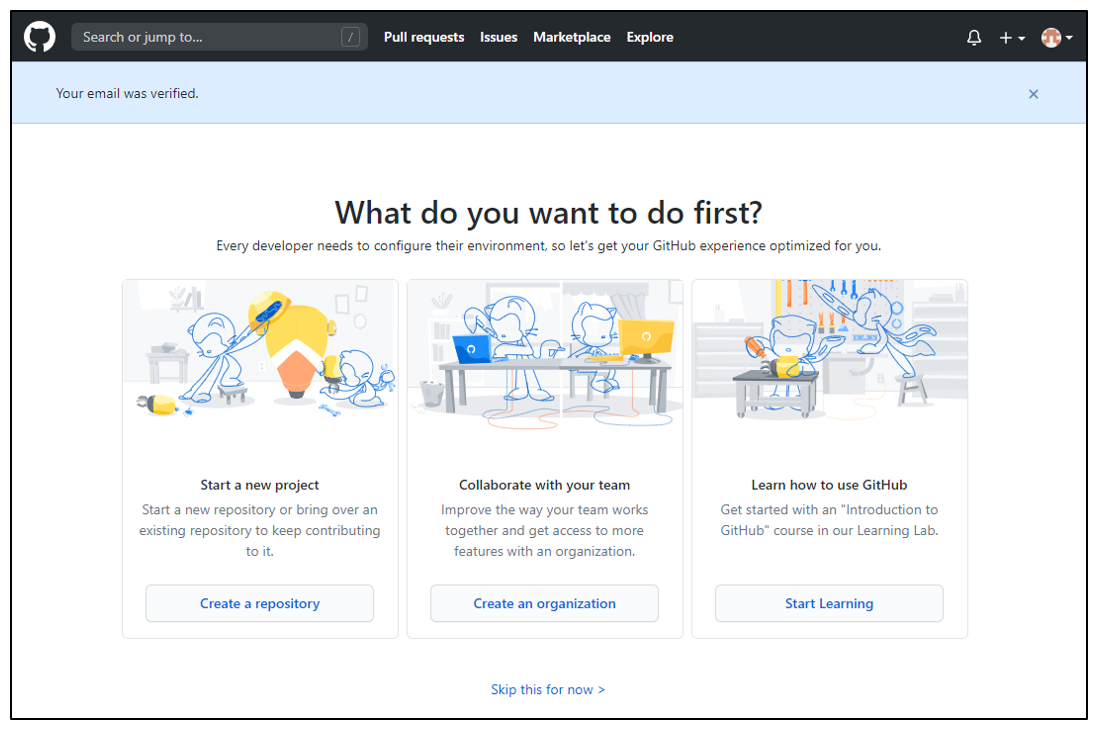 Search or jump to... / Pull requests Issues Marketplace Explore
Your email was verified.
What do you want to do first?
Every developer needs to configure their environment, so let's get your GitHub experience optimized for you.
Start a new project
Start a new repository or bring over an
existing repository to keep contributing
to it.
Create a repository
Collaborate with your team
Improve the way your team works
together and get access to more
features with an organization.
Create an organization
Learn how to use GitHub
Get started with an "Introduction to
GitHub" course in our Learning Lab.
Start Learning
Skip this for now >